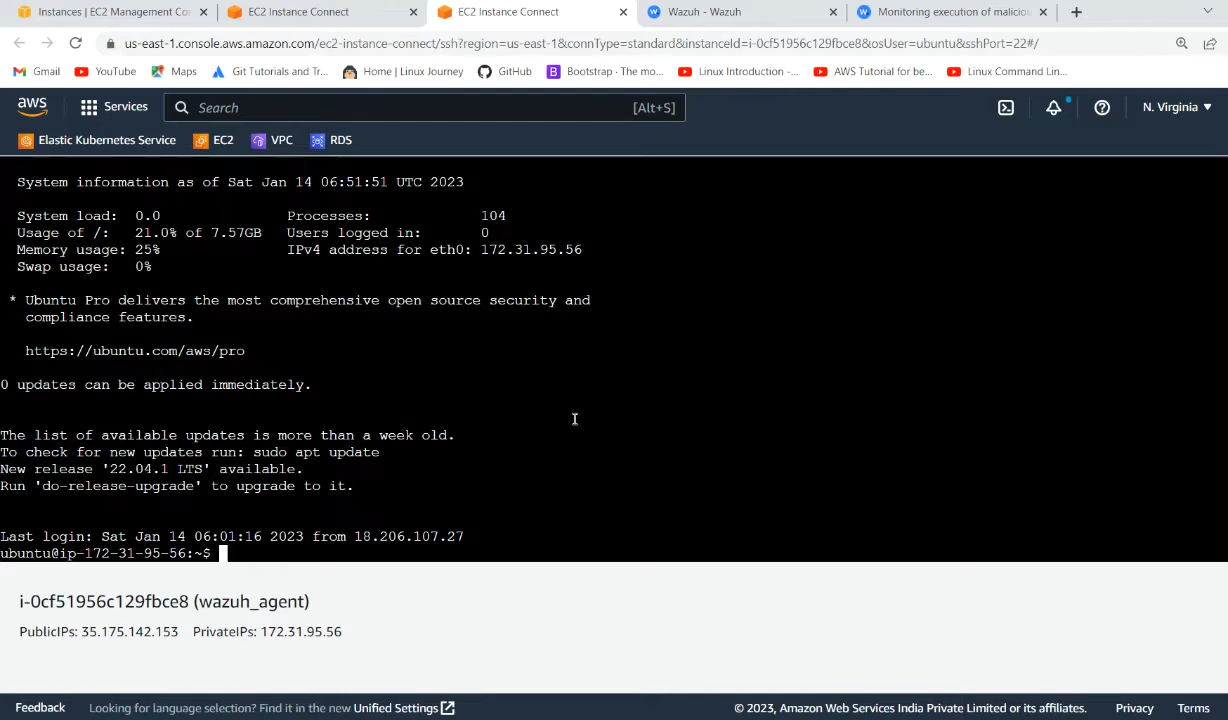 Instances | EC2 Management Co
EC2 Instance Connect
EC2 Instance Connect
Wazuh - Wazuh
Monitoring execution of maliciou
us-east-1.console.aws.amazon.com/ec2-instance-connect/ssh?region=us-east-1&connType=standard&instanceId=i-0cf51956c129fbce8&osUser=ubuntu&sshPort=22#/
Gmail YouTube Maps Git Tutorials and Tr... Home | Linux Journey GitHub Bootstrap · The mo... Linux Introduction -... AWS Tutorial for be... Linux Command Lin...
aws Services Search [Alt+S] N. Virginia
Elastic Kubernetes Service EC2 VPC RDS
System information as of Sat Jan 14 06:51:51 UTC 2023
System load: 0.0 Processes: 104
Usage of /: 21.0% of 7.57GB Users logged in: 0
Memory usage: 25% IPv4 address for eth0: 172.31.95.56
Swap usage: 0%
* Ubuntu Pro delivers the most comprehensive open source security and
compliance features.
https://ubuntu.com/aws/pro
0 updates can be applied immediately.
The list of available updates is more than a week old.
To check for new updates run: sudo apt update
New release '22.04.1 LTS' available.
Run 'do-release-upgrade' to upgrade to it.
Last login: Sat Jan 14 06:01:16 2023 from 18.206.107.27
ubuntu@ip-172-31-95-56:~$
i-0cf51956c129fbce8 (wazuh_agent)
PublicIPs: 35.175.142.153 PrivateIPs: 172.31.95.56
Feedback Looking for language selection? Find it in the new Unified Settings © 2023, Amazon Web Services India Private Limited or its affiliates. Privacy Terms